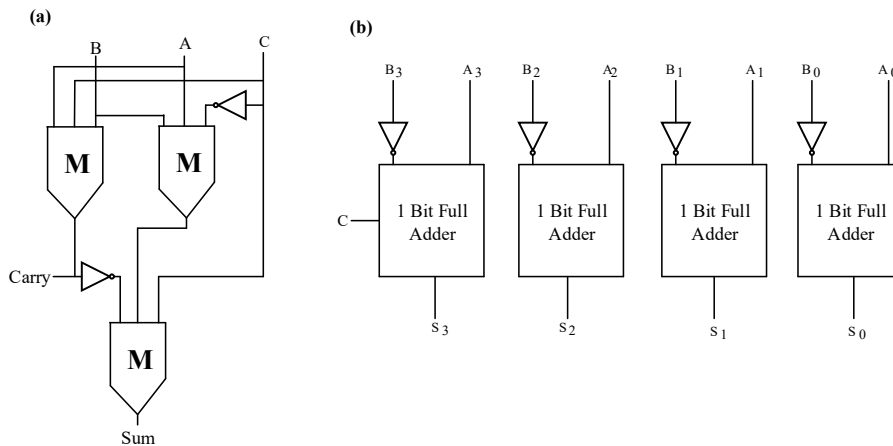 (a)
B
A
C
M
M
Carry
M
Sum
(b)
B3 A3 B2 A2 B1 A1 B0 A0
C
1 Bit Full
Adder
1 Bit Full
Adder
1 Bit Full
Adder
1 Bit Full
Adder
S3 S2 S1 S0